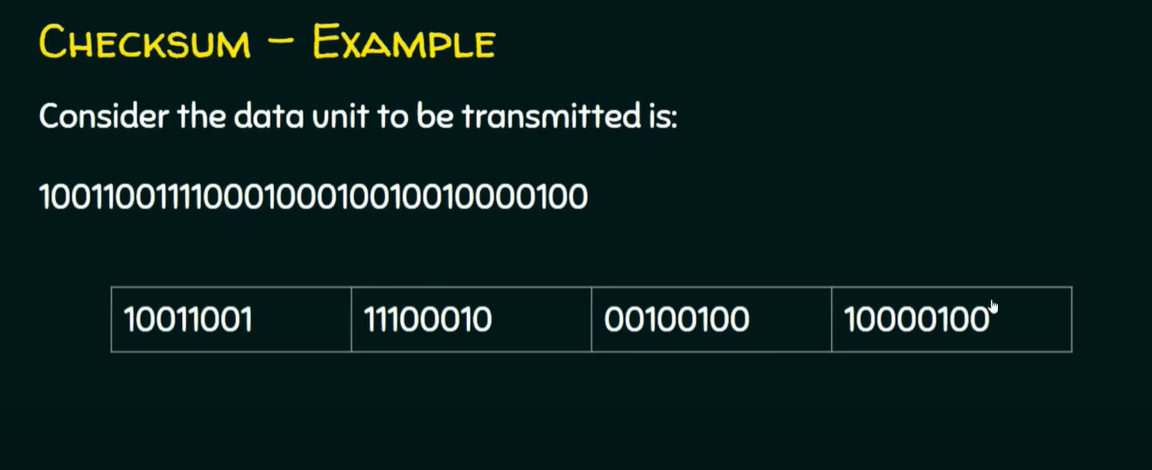 Checksum – Example
Consider the data unit to be transmitted is:
10011001111000100010010010000100
10011001 11100010 00100100 10000100